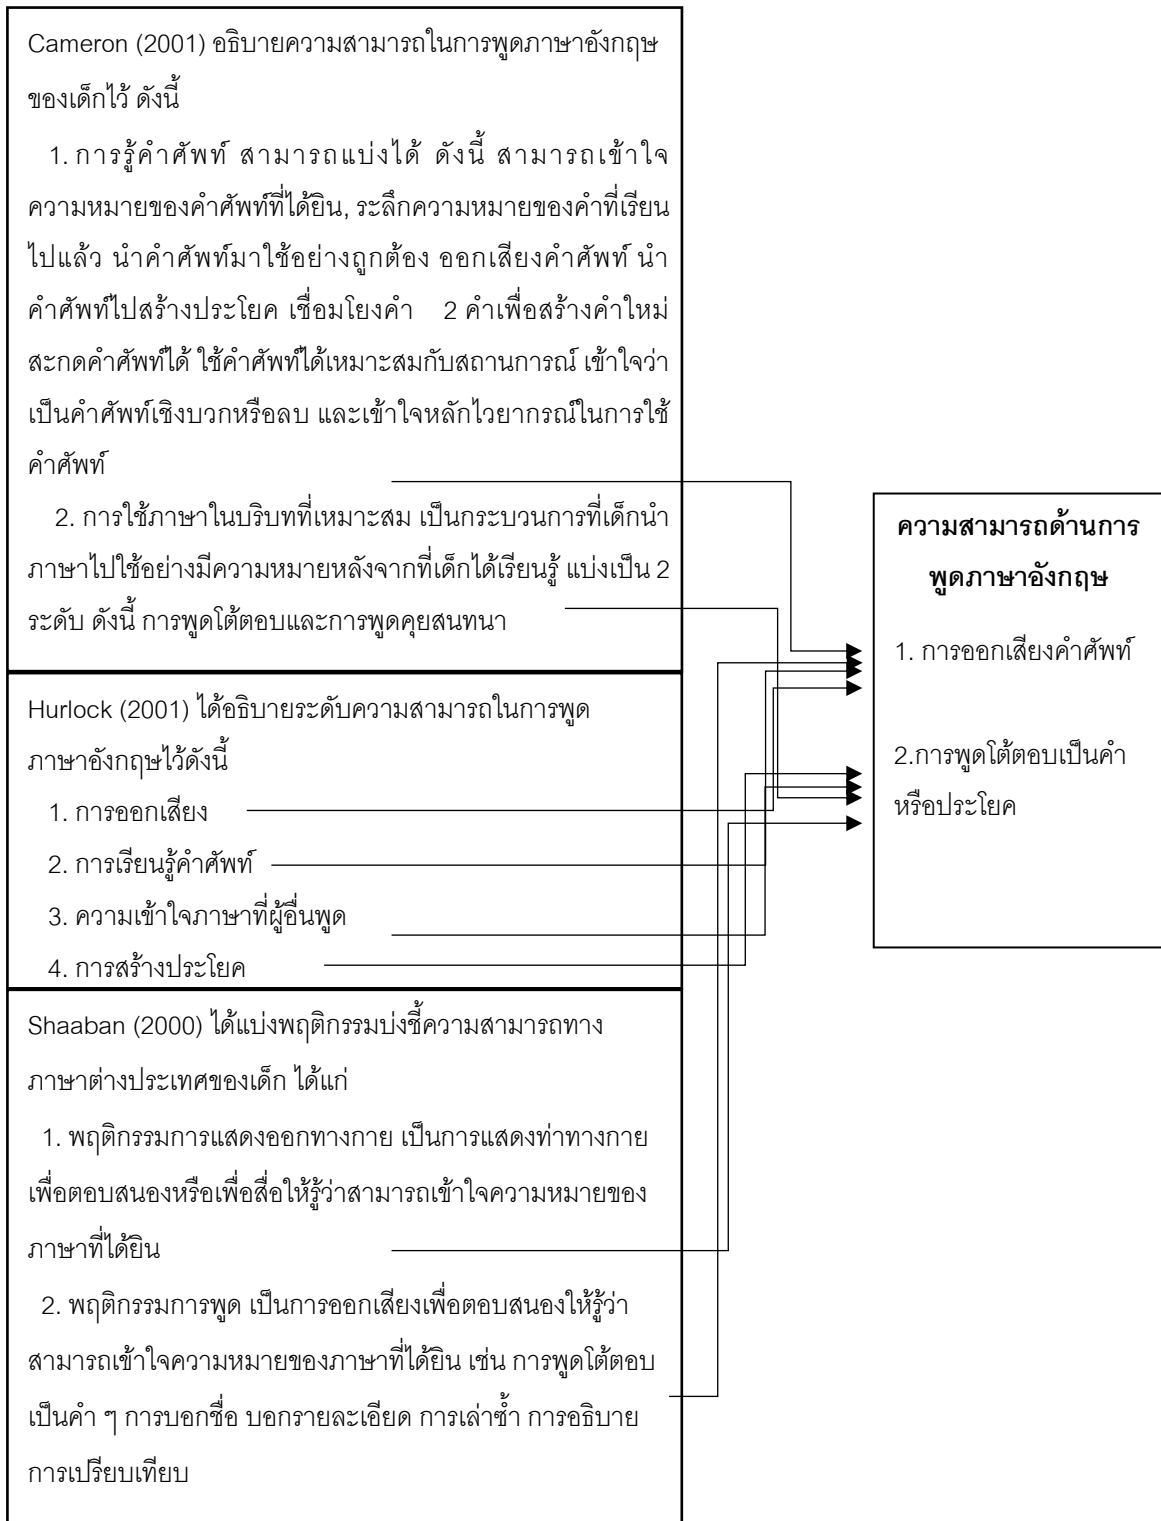 Cameron (2001) อธิบายความสามารถในการพูดภาษาอังกฤษ
ของเด็กไว้ ดังนี้
1. การรู้คำศัพท์ สามารถแบ่งได้ ดังนี้ สามารถเข้าใจ
ความหมายของคำศัพท์ที่ได้ยิน, ระลึกความหมายของคำที่เรียน
ไปแล้ว นำคำศัพท์มาใช้อย่างถูกต้อง ออกเสียงคำศัพท์ นำ
คำศัพท์ไปสร้างประโยค เชื่อมโยงคำ 2 คำเพื่อสร้างคำใหม่
สะกดคำศัพท์ได้ ใช้คำศัพท์ได้เหมาะสมกับสถานการณ์ เข้าใจว่า
เป็นคำศัพท์เชิงบวกหรือลบ และเข้าใจหลักไวยากรณ์ในการใช้
คำศัพท์
2. การใช้ภาษาในบริบทที่เหมาะสม เป็นกระบวนการที่เด็กนำ
ภาษาไปใช้อย่างมีความหมายหลังจากที่เด็กได้เรียนรู้ แบ่งเป็น 2
ระดับ ดังนี้ การพูดโต้ตอบและการพูดคุยสนทนา
Hurlock (2001) ได้อธิบายระดับความสามารถในการพูด
ภาษาอังกฤษไว้ดังนี้
1. การออกเสียง
2. การเรียนรู้คำศัพท์
3. ความเข้าใจภาษาที่ผู้อื่นพูด
4. การสร้างประโยค
Shaaban (2000) ได้แบ่งพฤติกรรมบ่งชี้ความสามารถทาง
ภาษาต่างประเทศของเด็ก ได้แก่
1. พฤติกรรมการแสดงออกทางกาย เป็นการแสดงท่าทางกาย
เพื่อตอบสนองหรือเพื่อสื่อให้รู้ว่าสามารถเข้าใจความหมายของ
ภาษาที่ได้ยิน
2. พฤติกรรมการพูด เป็นการออกเสียงเพื่อตอบสนองให้รู้ว่า
สามารถเข้าใจความหมายของภาษาที่ได้ยิน เช่น การพูดโต้ตอบ
เป็นคำ ๆ การบอกชื่อ บอกรายละเอียด การเล่าซ้ำ การอธิบาย
การเปรียบเทียบ
ความสามารถด้านการ
พูดภาษาอังกฤษ
1. การออกเสียงคำศัพท์
2.การพูดโต้ตอบเป็นคำ
หรือประโยค